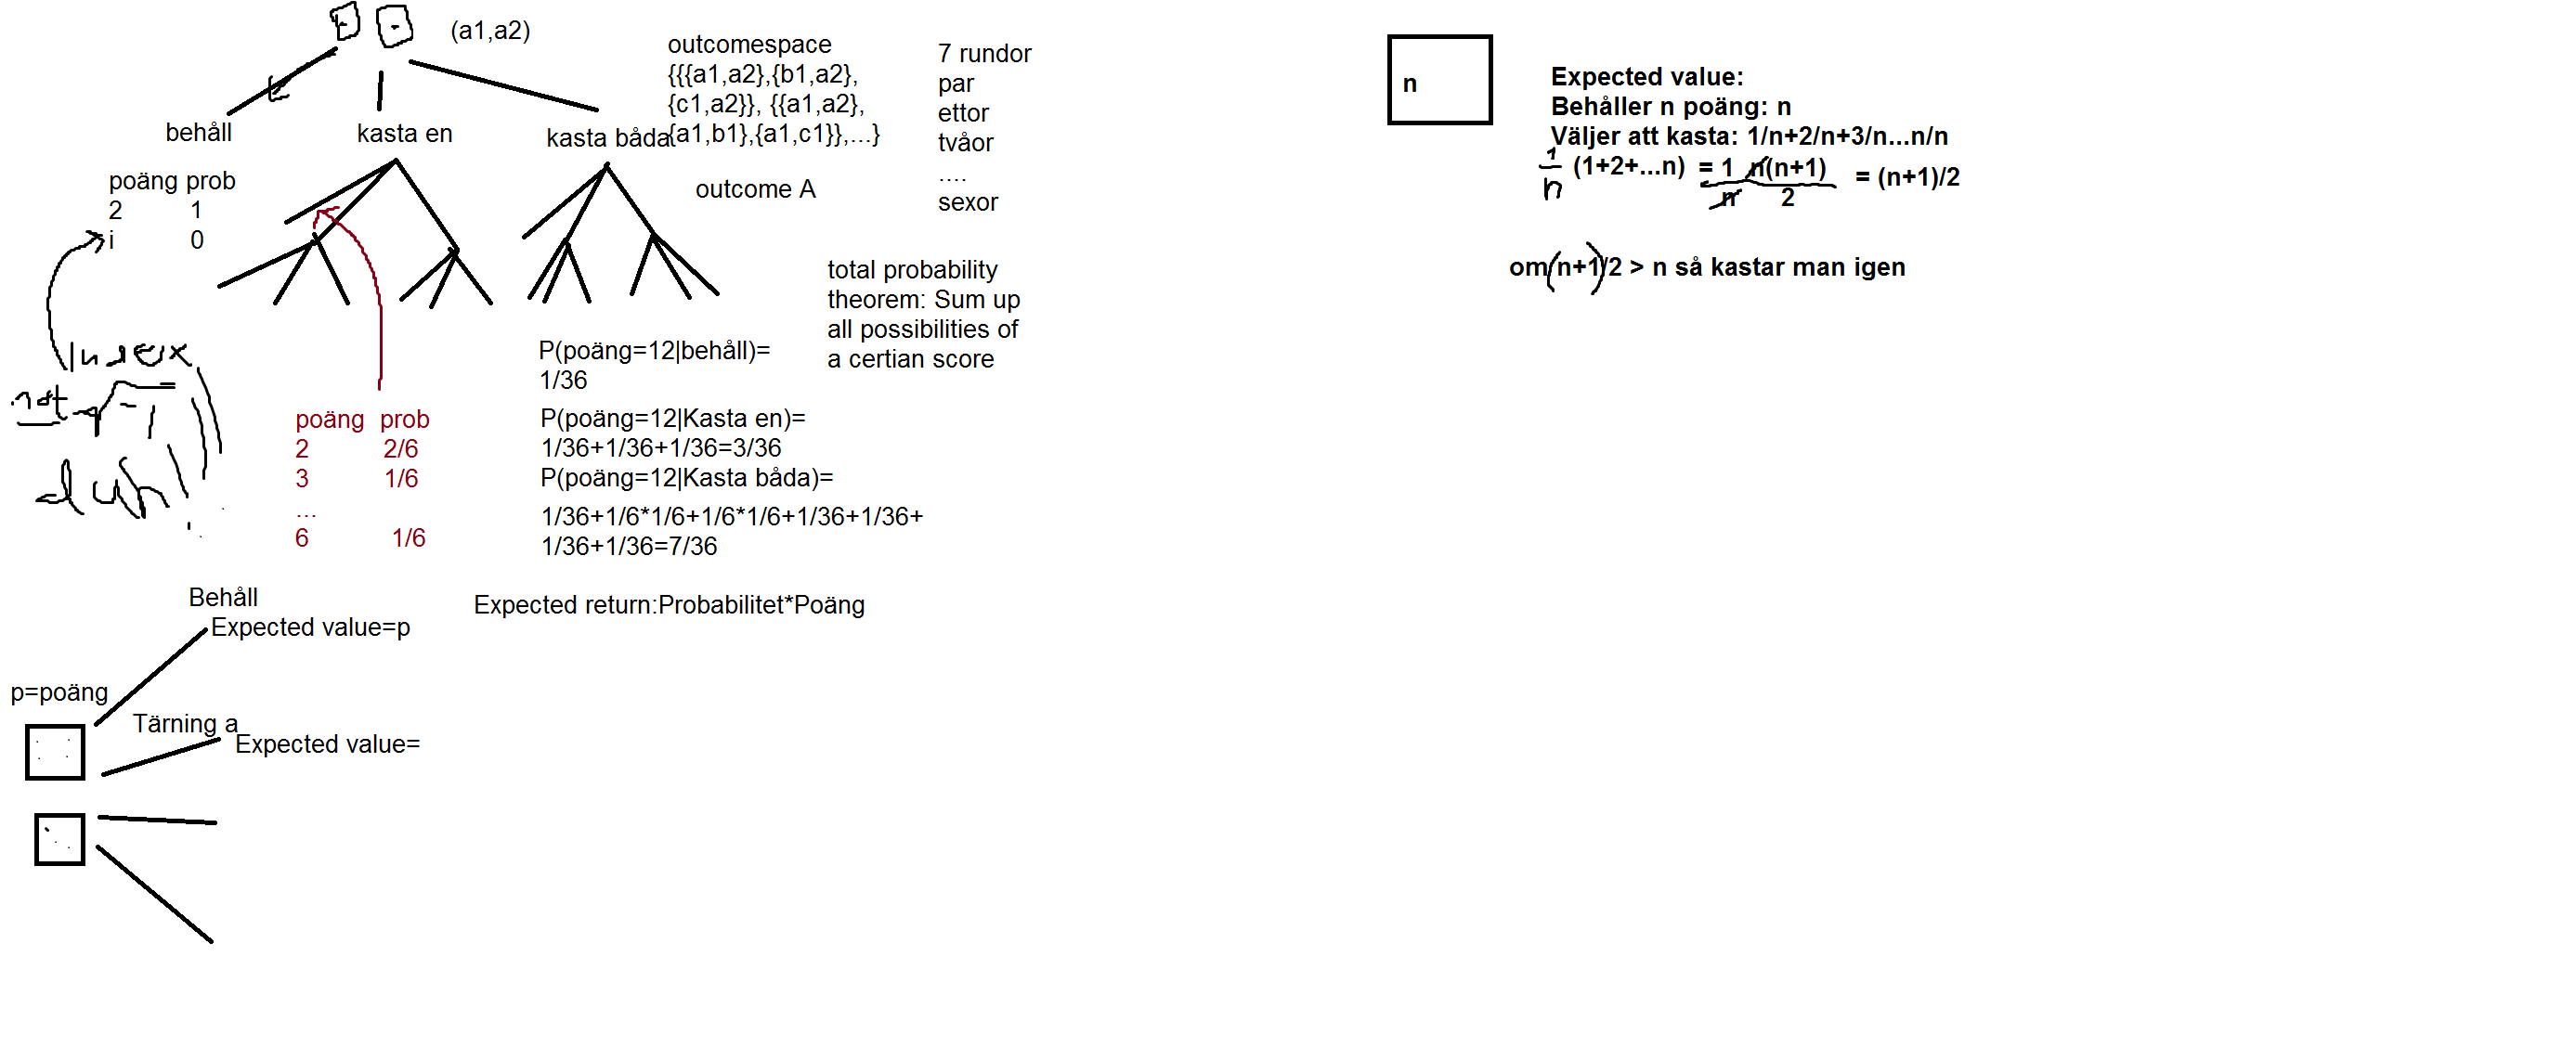 (a1,a2)
behåll
kasta en
kasta båda
poäng prob
2 1
i 0
Index
not √-1
duh!!
outcomespace
{{{a1,a2},{b1,a2},
{c1,a2}}, {{a1,a2},
{a1,b1},{a1,c1}},...}
outcome A
7 rundor
par
ettor
tvåor
....
sexor
total probability
theorem: Sum up
all possibilities of
a certian score
poäng prob
2 2/6
3 1/6
...
6 1/6
P(poäng=12|behåll)=
1/36
P(poäng=12|Kasta en)=
1/36+1/36+1/36=3/36
P(poäng=12|Kasta båda)=
1/36+1/6*1/6+1/6*1/6+1/36+1/36+
1/36+1/36=7/36
Expected return:Probabilitet*Poäng
Behåll
Expected value=p
p=poäng
Tärning a
Expected value=
n
Expected value:
Behåller n poäng: n
Väljer att kasta: 1/n+2/n+3/n...n/n
1/n (1+2+...n) = 1/n n(n+1)/2 = (n+1)/2
om(n+1)/2 > n så kastar man igen